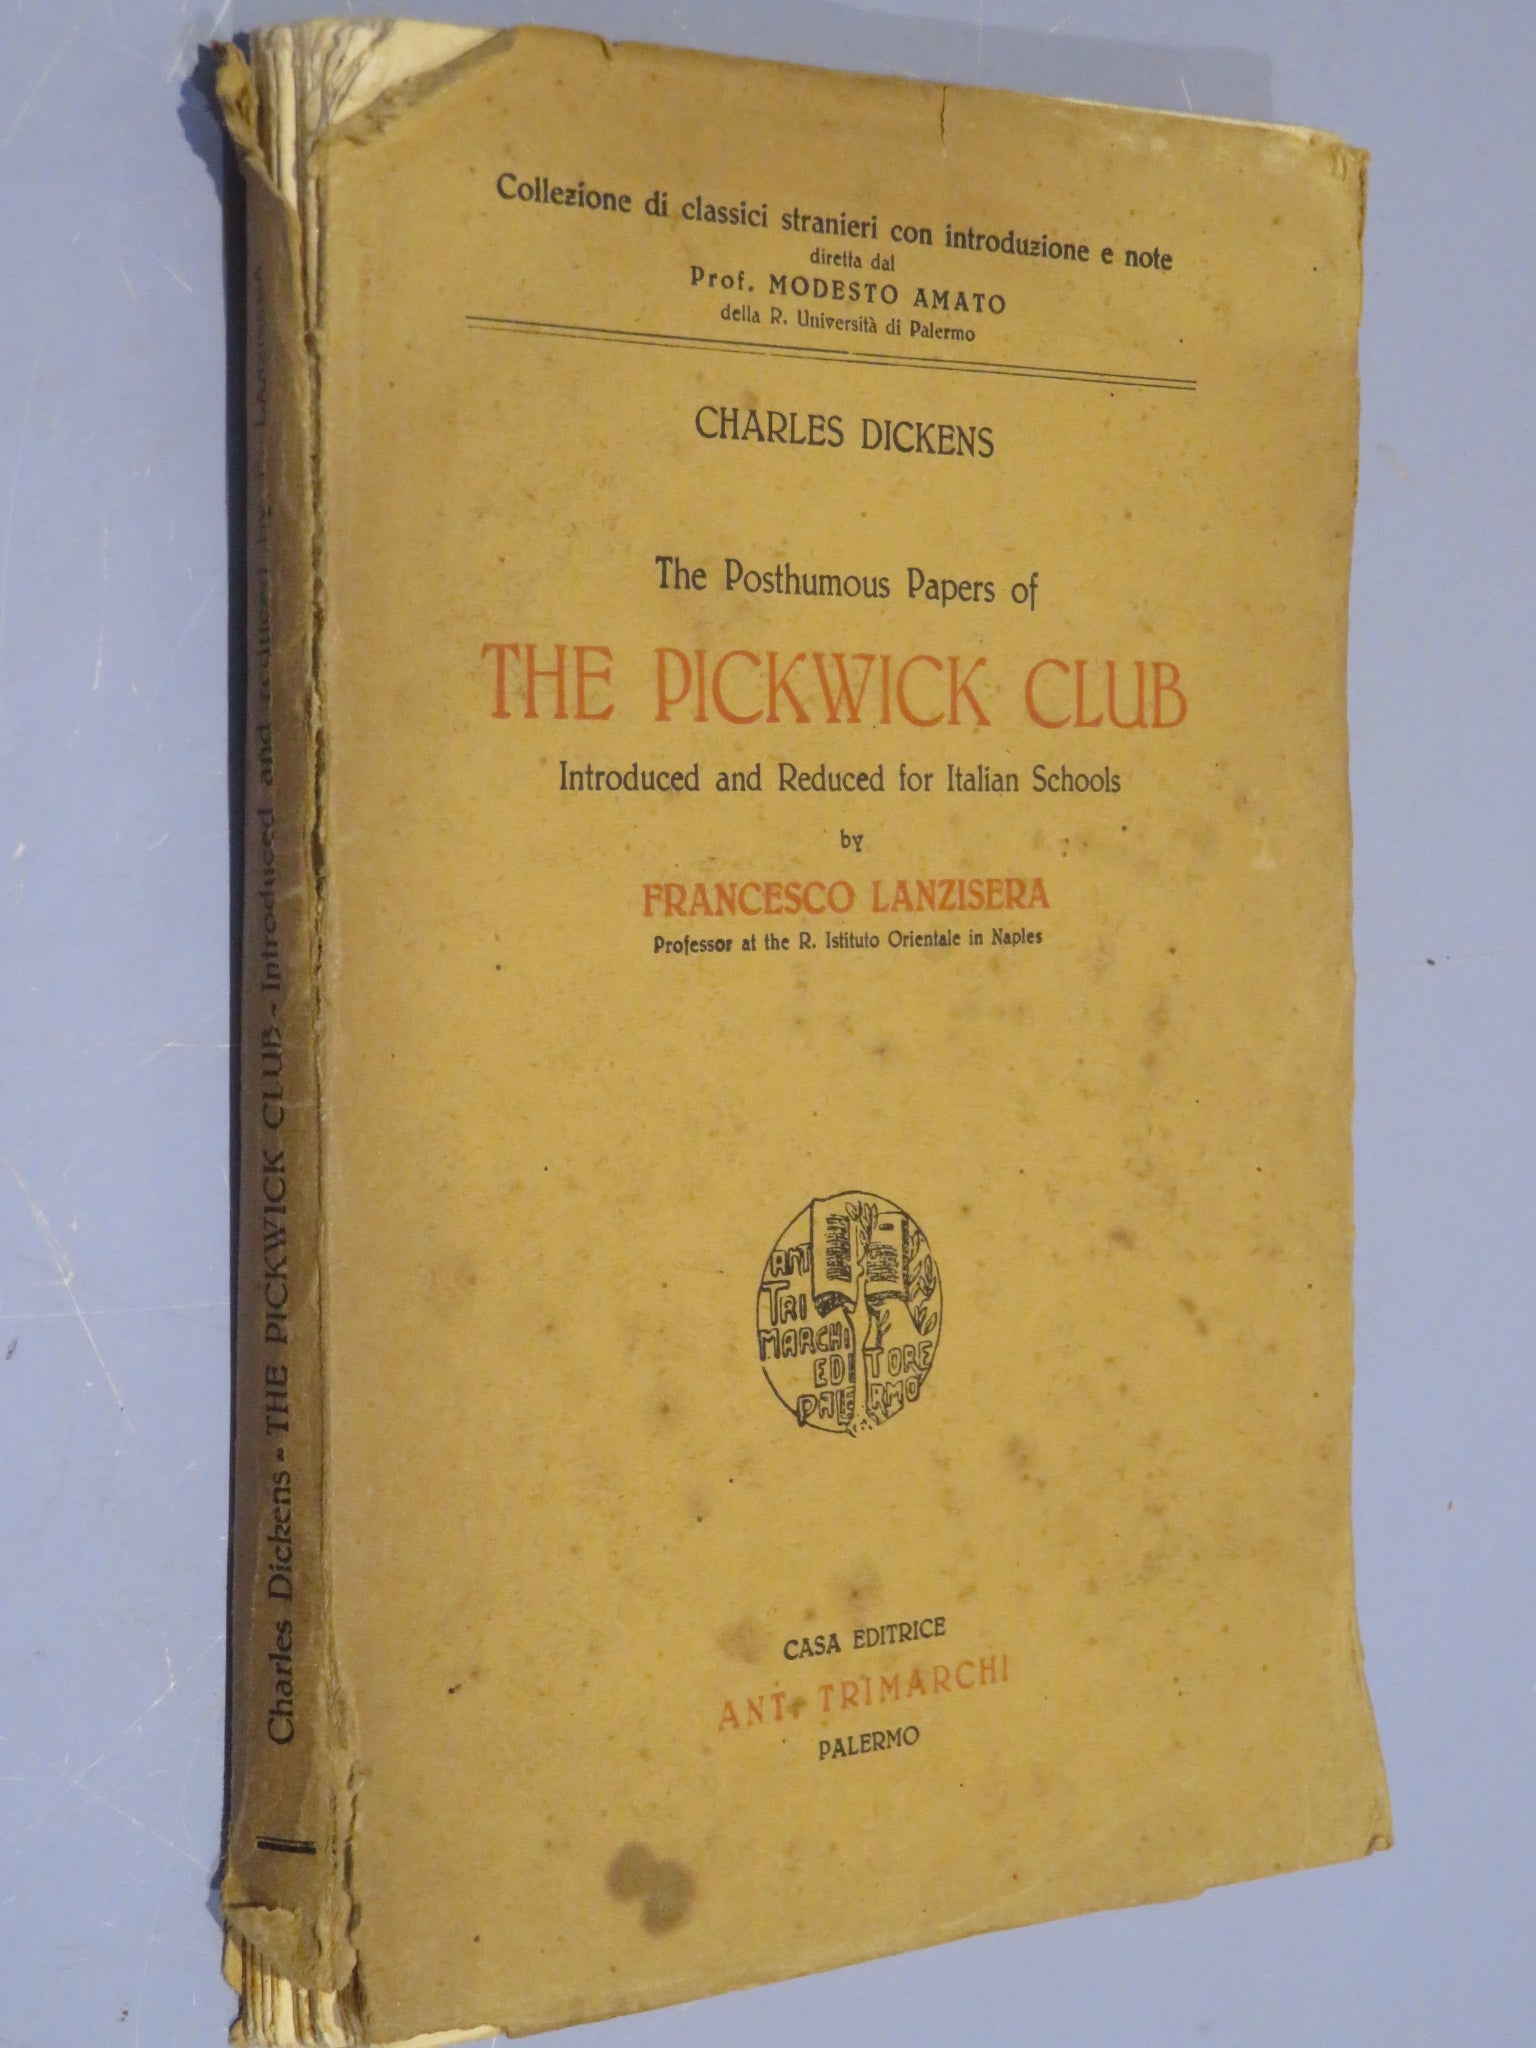 Collezione di classici stranieri con introduzione e note
diretta dal
Prof. MODESTO AMATO
della R. Università di Palermo
CHARLES DICKENS
The Posthumous Papers of
THE PICKWICK CLUB
Introduced and Reduced for Italian Schools
by
FRANCESCO LANZISERA
Professor at the R. Istituto Orientale in Naples
ANT
TRI
MARCHI
EDITORE
PALERMO
CASA EDITRICE
ANT. TRIMARCHI
PALERMO
Charles Dickens - THE PICKWICK CLUB - Introduced and reduced by